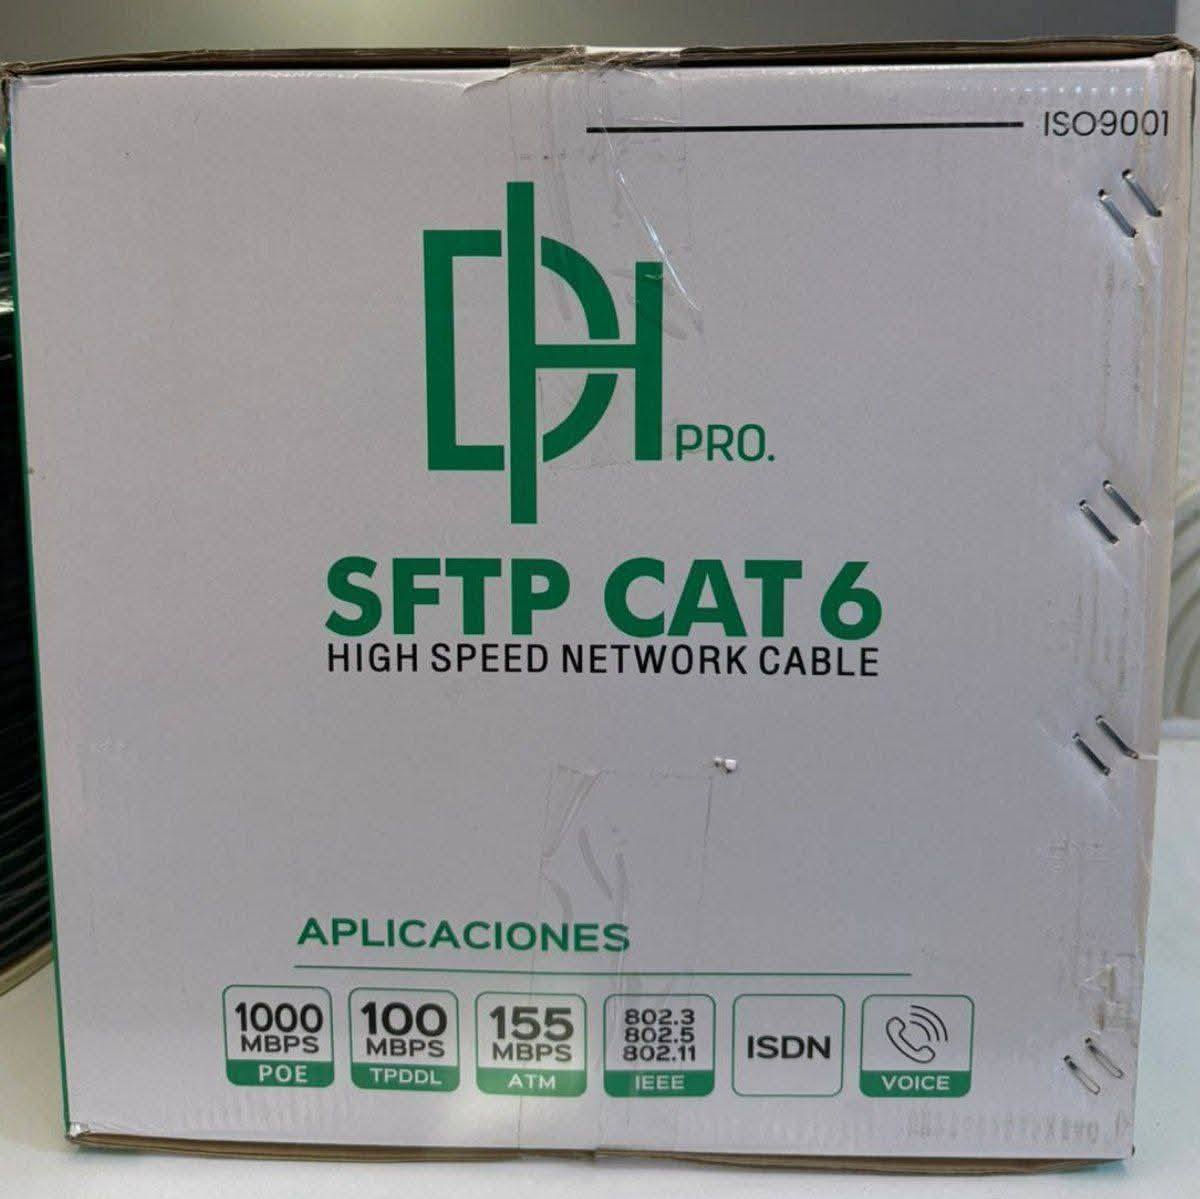 ISO9001
DH
PRO.
SFTP CAT 6
HIGH SPEED NETWORK CABLE
APLICACIONES
1000
MBPS
POE
100
MBPS
TPDDL
155
MBPS
ATM
802.3
802.5
802.11
IEEE
ISDN
VOICE